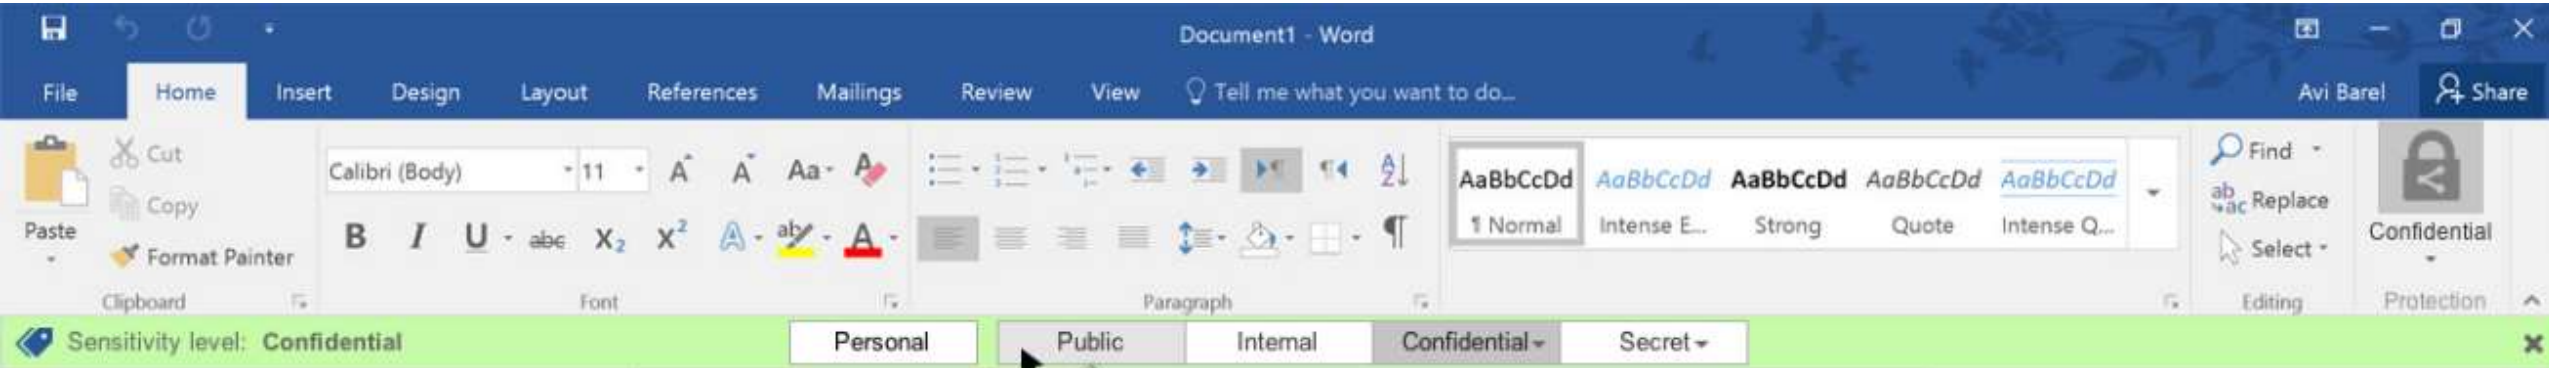 Document1 - Word
File Home Insert Design Layout References Mailings Review View Tell me what you want to do... Avi Barel Share
Cut
Copy
Format Painter
Paste
Clipboard
Calibri (Body) 11 A A Aa A
B I U abc X₂ X² A aby A
Font
Paragraph
AaBbCcDd AaBbCcDd AaBbCcDd AaBbCcDd AaBbCcDd
¶ Normal Intense E... Strong Quote Intense Q...
Find
Replace
Select
Editing
Confidential
Protection
Sensitivity level: Confidential Personal Public Internal Confidential Secret